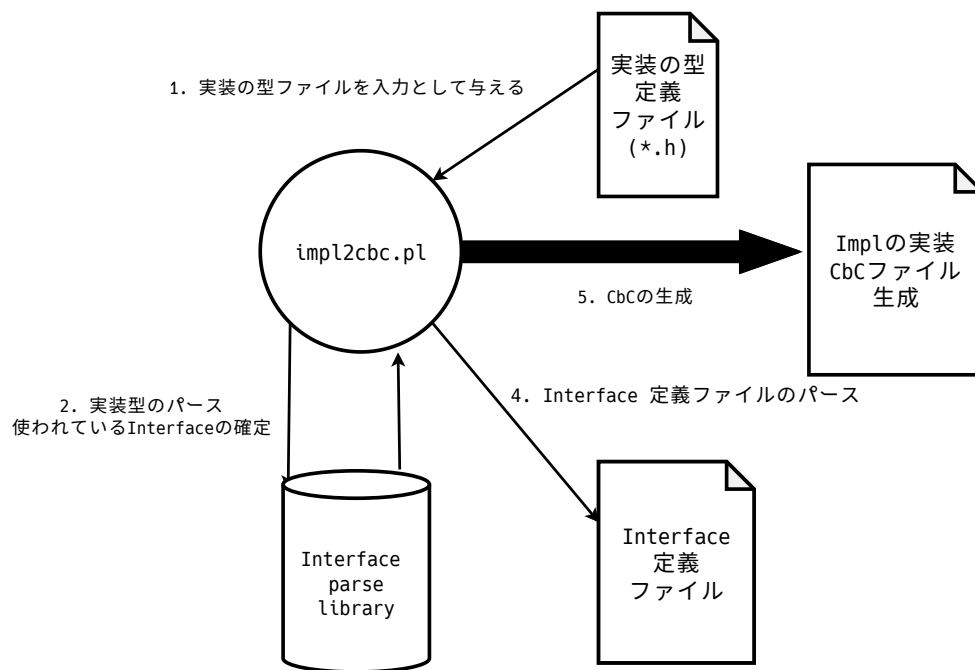 実装の型
定義
ファイル
(*.h)
1. 実装の型ファイルを入力として与える
impl2cbc.pl
Implの実装
CbCファイル
生成
5. CbCの生成
2. 実装型のパース
使われているInterfaceの確定
4. Interface 定義ファイルのパース
Interface
parse
library
Interface
定義
ファイル